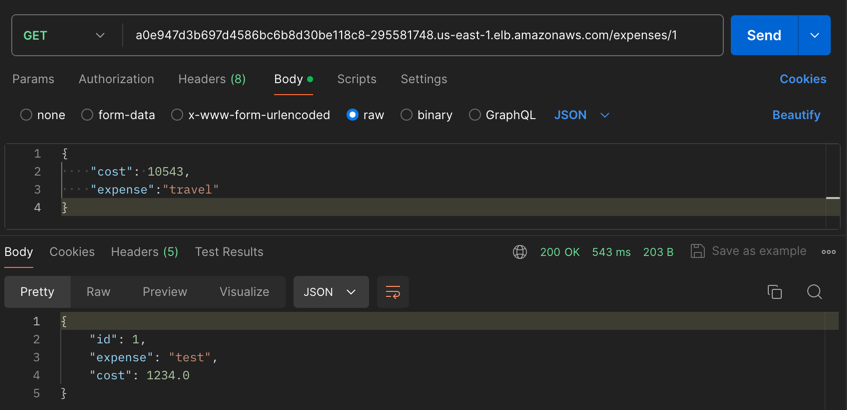 GET a0e947d3b697d4586bc6b8d30be118c8-295581748.us-east-1.elb.amazonaws.com/expenses/1 Send
Params Authorization Headers (8) Body Scripts Settings Cookies
none form-data x-www-form-urlencoded raw binary GraphQL JSON Beautify
1 {
2 "cost": 10543,
3 "expense":"travel"
4 }
Body Cookies Headers (5) Test Results 200 OK 543 ms 203 B Save as example
Pretty Raw Preview Visualize JSON
1 {
2 "id": 1,
3 "expense": "test",
4 "cost": 1234.0
5 }